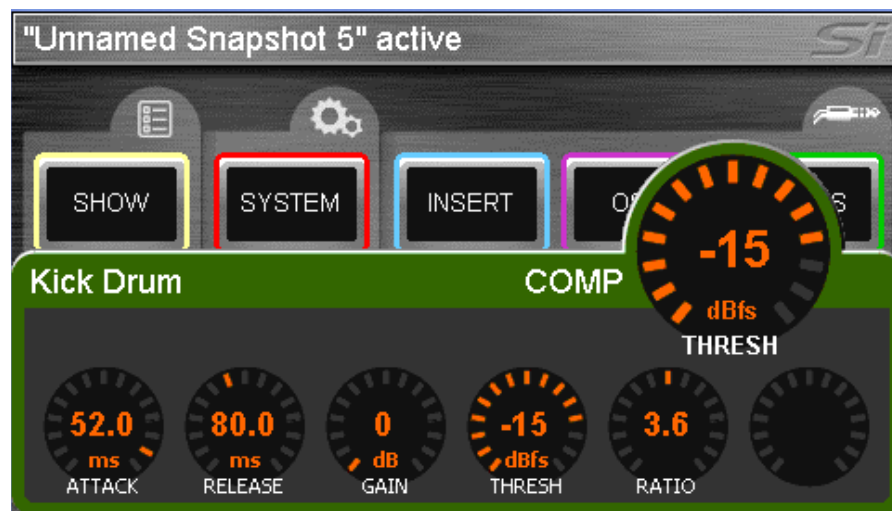 "Unnamed Snapshot 5" active
Si
SHOW
SYSTEM
INSERT
Kick Drum
COMP
-15
dBfs
THRESH
52.0
ms
ATTACK
80.0
ms
RELEASE
0
dB
GAIN
-15
dBfs
THRESH
3.6
RATIO